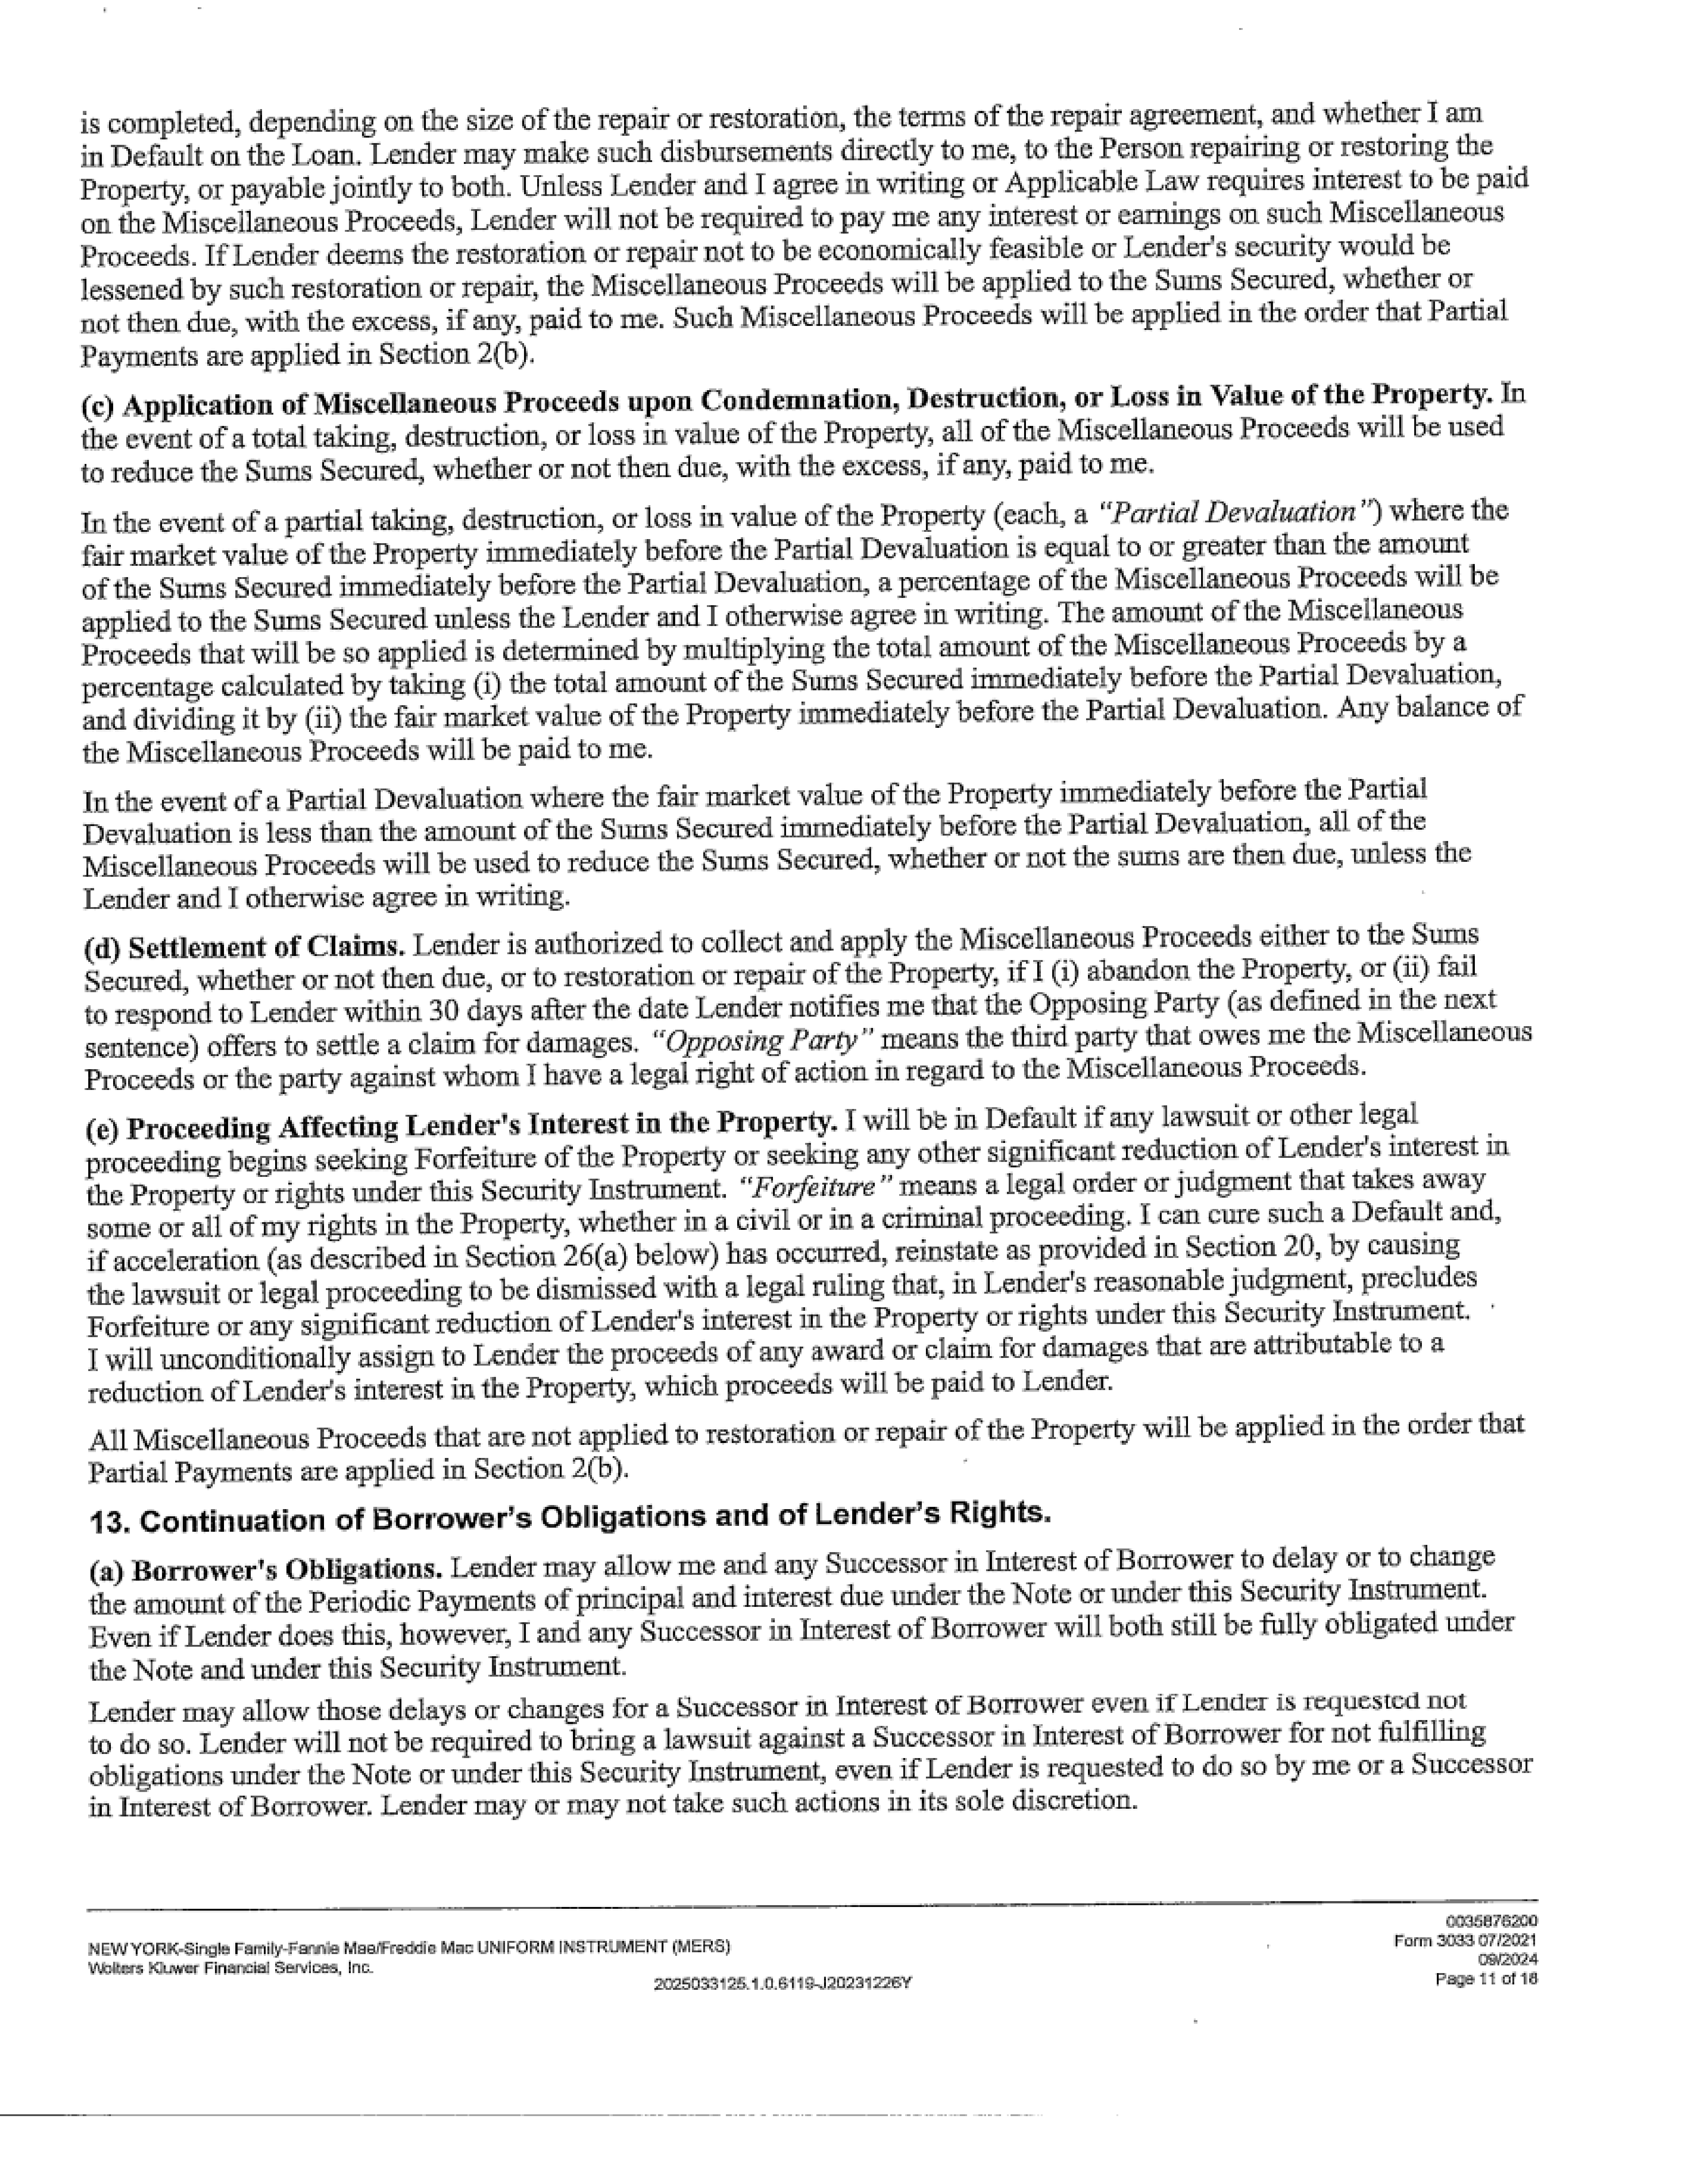 is completed, depending on the size of the repair or restoration, the terms of the repair agreement, and whether I am
in Default on the Loan. Lender may make such disbursements directly to me, to the Person repairing or restoring the
Property, or payable jointly to both. Unless Lender and I agree in writing or Applicable Law requires interest to be paid
on the Miscellaneous Proceeds, Lender will not be required to pay me any interest or earnings on such Miscellaneous
Proceeds. If Lender deems the restoration or repair not to be economically feasible or Lender's security would be
lessened by such restoration or repair, the Miscellaneous Proceeds will be applied to the Sums Secured, whether or
not then due, with the excess, if any, paid to me. Such Miscellaneous Proceeds will be applied in the order that Partial
Payments are applied in Section 2(b).
(c) Application of Miscellaneous Proceeds upon Condemnation, Destruction, or Loss in Value of the Property. In
the event of a total taking, destruction, or loss in value of the Property, all of the Miscellaneous Proceeds will be used
to reduce the Sums Secured, whether or not then due, with the excess, if any, paid to me.
In the event of a partial taking, destruction, or loss in value of the Property (each, a "Partial Devaluation") where the
fair market value of the Property immediately before the Partial Devaluation is equal to or greater than the amount
of the Sums Secured immediately before the Partial Devaluation, a percentage of the Miscellaneous Proceeds will be
applied to the Sums Secured unless the Lender and I otherwise agree in writing. The amount of the Miscellaneous
Proceeds that will be so applied is determined by multiplying the total amount of the Miscellaneous Proceeds by a
percentage calculated by taking (i) the total amount of the Sums Secured immediately before the Partial Devaluation,
and dividing it by (ii) the fair market value of the Property immediately before the Partial Devaluation. Any balance of
the Miscellaneous Proceeds will be paid to me.
In the event of a Partial Devaluation where the fair market value of the Property immediately before the Partial
Devaluation is less than the amount of the Sums Secured immediately before the Partial Devaluation, all of the
Miscellaneous Proceeds will be used to reduce the Sums Secured, whether or not the sums are then due, unless the
Lender and I otherwise agree in writing.
(d) Settlement of Claims. Lender is authorized to collect and apply the Miscellaneous Proceeds either to the Sums
Secured, whether or not then due, or to restoration or repair of the Property, if I (i) abandon the Property, or (ii) fail
to respond to Lender within 30 days after the date Lender notifies me that the Opposing Party (as defined in the next
sentence) offers to settle a claim for damages. "Opposing Party" means the third party that owes me the Miscellaneous
Proceeds or the party against whom I have a legal right of action in regard to the Miscellaneous Proceeds.
(e) Proceeding Affecting Lender's Interest in the Property. I will be in Default if any lawsuit or other legal
proceeding begins seeking Forfeiture of the Property or seeking any other significant reduction of Lender's interest in
the Property or rights under this Security Instrument. "Forfeiture" means a legal order or judgment that takes away
some or all of my rights in the Property, whether in a civil or in a criminal proceeding. I can cure such a Default and,
if acceleration (as described in Section 26(a) below) has occurred, reinstate as provided in Section 20, by causing
the lawsuit or legal proceeding to be dismissed with a legal ruling that, in Lender's reasonable judgment, precludes
Forfeiture or any significant reduction of Lender's interest in the Property or rights under this Security Instrument.
I will unconditionally assign to Lender the proceeds of any award or claim for damages that are attributable to a
reduction of Lender's interest in the Property, which proceeds will be paid to Lender.
All Miscellaneous Proceeds that are not applied to restoration or repair of the Property will be applied in the order that
Partial Payments are applied in Section 2(b).
13. Continuation of Borrower's Obligations and of Lender's Rights.
(a) Borrower's Obligations. Lender may allow me and any Successor in Interest of Borrower to delay or to change
the amount of the Periodic Payments of principal and interest due under the Note or under this Security Instrument.
Even if Lender does this, however, I and any Successor in Interest of Borrower will both still be fully obligated under
the Note and under this Security Instrument.
Lender may allow those delays or changes for a Successor in Interest of Borrower even if Lender is requested not
to do so. Lender will not be required to bring a lawsuit against a Successor in Interest of Borrower for not fulfilling
obligations under the Note or under this Security Instrument, even if Lender is requested to do so by me or a Successor
in Interest of Borrower. Lender may or may not take such actions in its sole discretion.
0035876200
NEW YORK-Single Family-Fannie Mae/Freddie Mac UNIFORM INSTRUMENT (MERS)
Form 3033 07/2021
Wolters Kluwer Financial Services, Inc.
09/2024
2025033125.1.0.6119-J20231226Y
Page 11 of 18